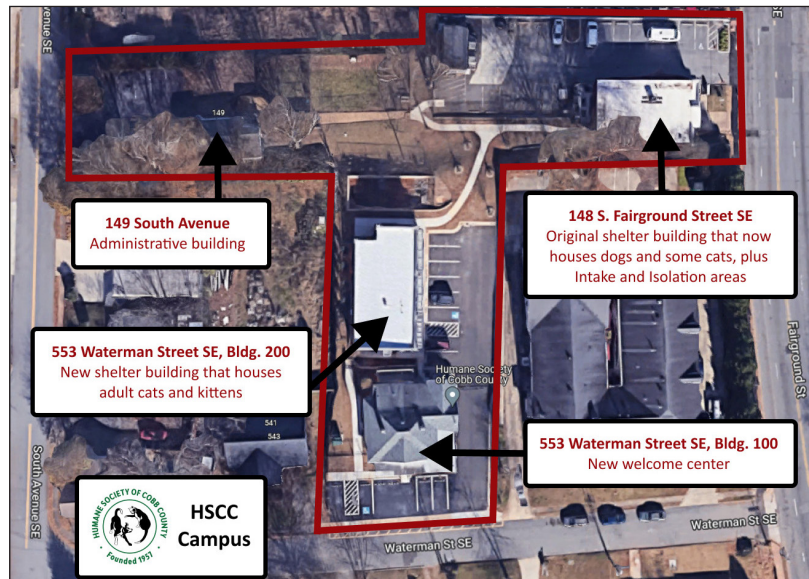 Avenue SE
SE
149
149 South Avenue
Administrative building
148 S. Fairground Street SE
Original shelter building that now
houses dogs and some cats, plus
Intake and Isolation areas
553 Waterman Street SE, Bldg. 200
New shelter building that houses
adult cats and kittens
Humane Society
of Cobb County
Fairground St
541
543
553 Waterman Street SE, Bldg. 100
New welcome center
South Avenue SE
HUMANE SOCIETY OF COBB COUNTY
Founded 1957
HSCC
Campus
Waterman St SE
Waterman St SE